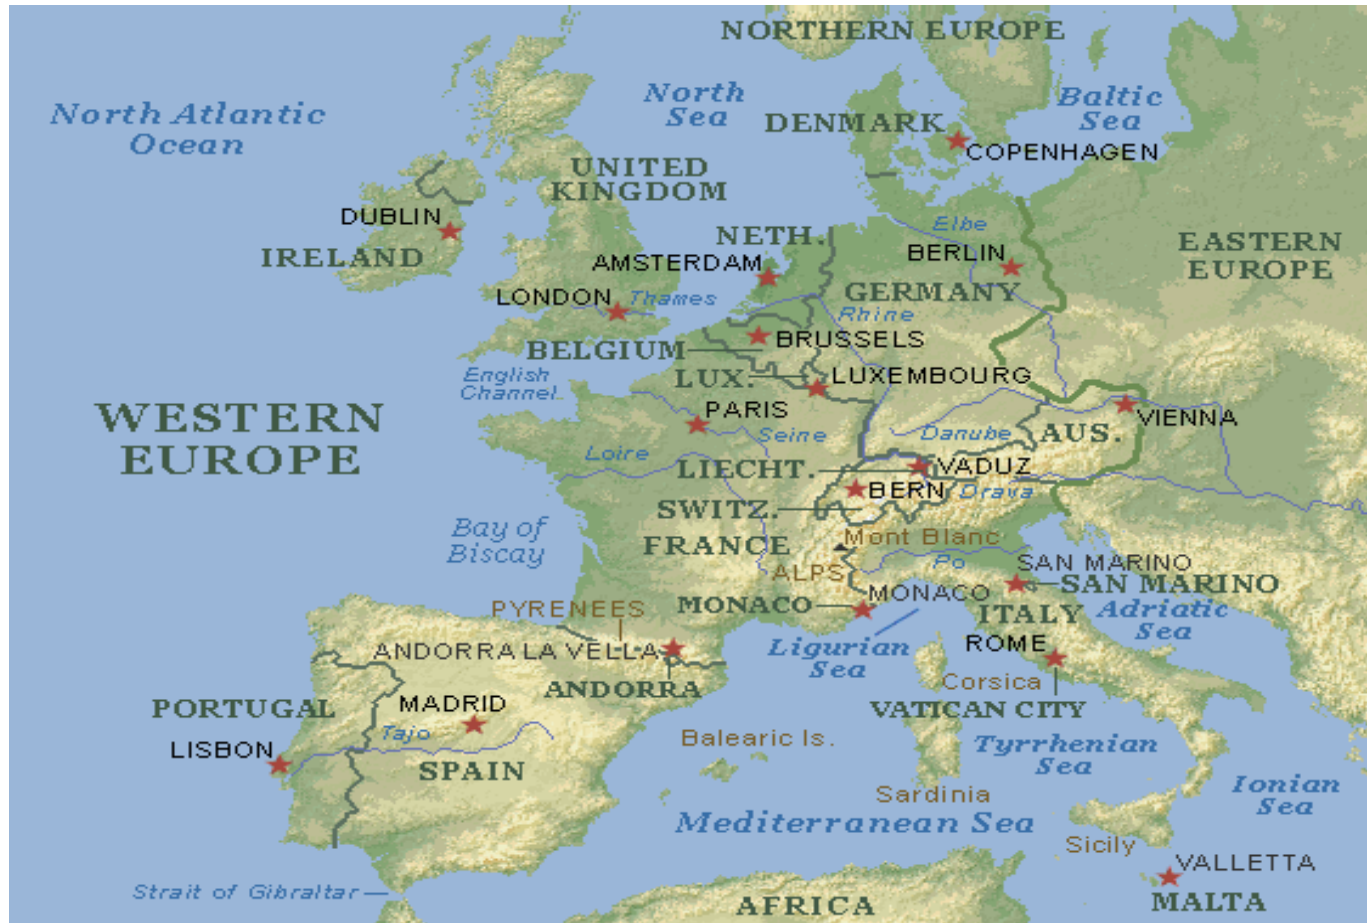 NORTHERN EUROPE
North Atlantic
Ocean
North
Sea
Baltic
Sea
DENMARK
COPENHAGEN
UNITED
KINGDOM
DUBLIN
IRELAND
NETH.
Elbe
EASTERN
EUROPE
AMSTERDAM
BERLIN
GERMANY
LONDON
Thames
Rhine
BRUSSELS
BELGIUM
English
Channel
LUX.
LUXEMBOURG
WESTERN
EUROPE
PARIS
Seine
Danube
AUS.
VIENNA
Loire
LIECHT.
VADUZ
BERN
Drava
SWITZ.
Bay of
Biscay
FRANCE
Mont Blanc
ALPS
Po
SAN MARINO
SAN MARINO
MONACO
MONACO
ITALY
Adriatic
Sea
PYRENEES
Ligurian
Sea
ROME
ANDORRA LA VELLA
ANDORRA
Corsica
VATICAN CITY
PORTUGAL
MADRID
Tajo
LISBON
SPAIN
Balearic Is.
Tyrrhenian
Sea
Sardinia
Ionian
Sea
Mediterranean Sea
Sicily
VALLETTA
MALTA
Strait of Gibraltar
AFRICA